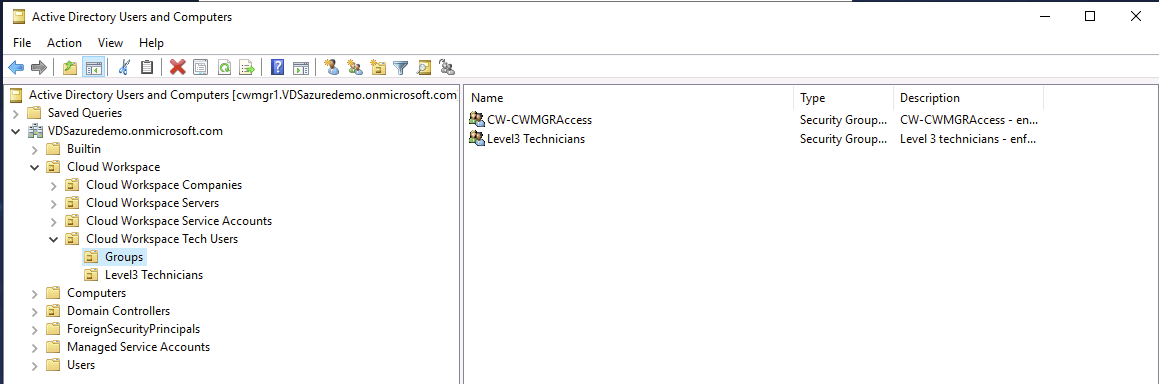 Active Directory Users and Computers
File Action View Help
Active Directory Users and Computers [cwmgr1.VDSazuredemo.onmicrosoft.com
Saved Queries
VDSazuredemo.onmicrosoft.com
Builtin
Cloud Workspace
Cloud Workspace Companies
Cloud Workspace Servers
Cloud Workspace Service Accounts
Cloud Workspace Tech Users
Groups
Level3 Technicians
Computers
Domain Controllers
ForeignSecurityPrincipals
Managed Service Accounts
Users
Name Type Description
CW-CWMGRAccess Security Group... CW-CWMGRAccess - en...
Level3 Technicians Security Group... Level 3 technicians - enf...